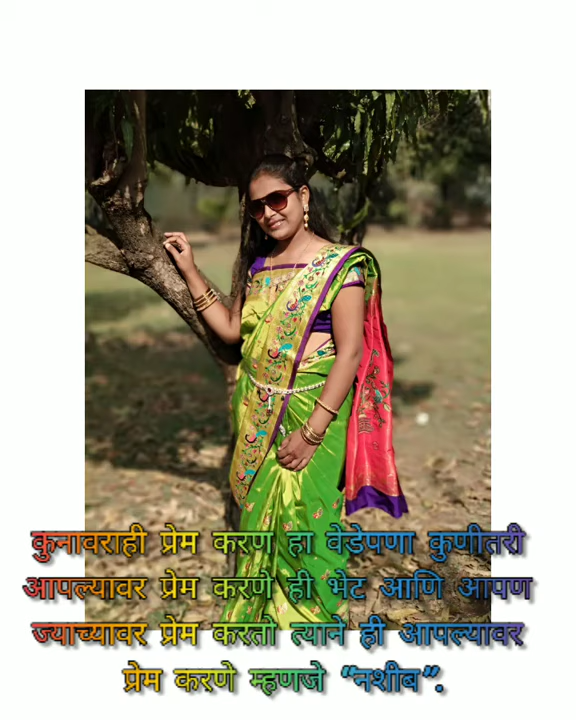 कुनावराही प्रेम करण हा वेडेपणा कुणीतरी
आपल्यावर प्रेम करणे ही भेट आणि आपण
ज्याच्यावर प्रेम करतो त्याने ही आपल्यावर
प्रेम करणे म्हणजे “नशीब”.